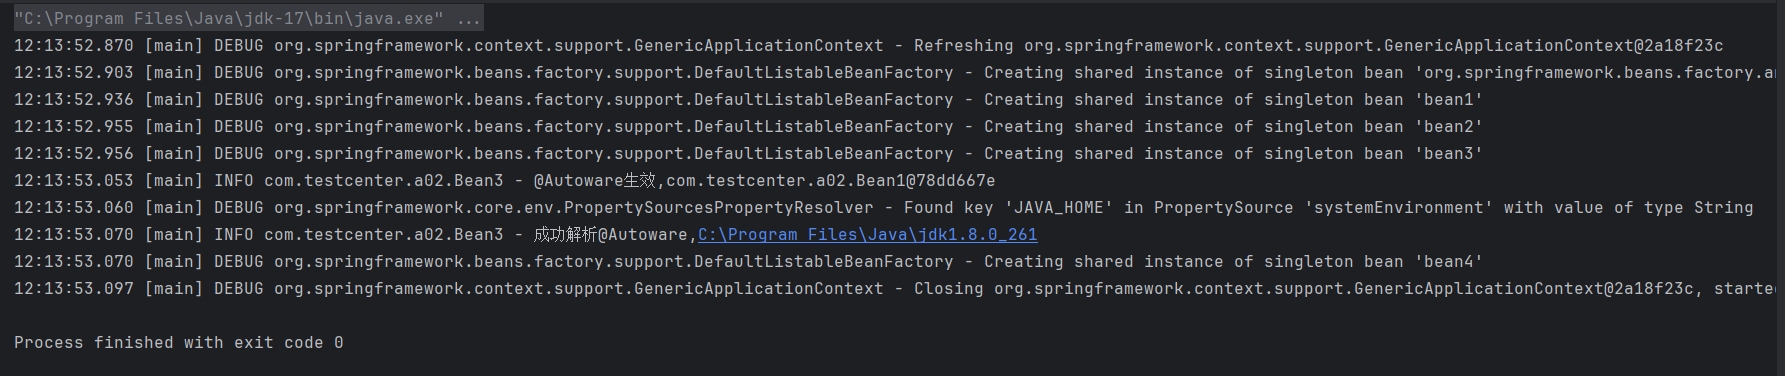 "C:\Program Files\Java\jdk-17\bin\java.exe" ...
12:13:52.870 [main] DEBUG org.springframework.context.support.GenericApplicationContext - Refreshing org.springframework.context.support.GenericApplicationContext@2a18f23c
12:13:52.903 [main] DEBUG org.springframework.beans.factory.support.DefaultListableBeanFactory - Creating shared instance of singleton bean 'org.springframework.beans.factory.an
12:13:52.936 [main] DEBUG org.springframework.beans.factory.support.DefaultListableBeanFactory - Creating shared instance of singleton bean 'bean1'
12:13:52.955 [main] DEBUG org.springframework.beans.factory.support.DefaultListableBeanFactory - Creating shared instance of singleton bean 'bean2'
12:13:52.956 [main] DEBUG org.springframework.beans.factory.support.DefaultListableBeanFactory - Creating shared instance of singleton bean 'bean3'
12:13:53.053 [main] INFO com.testcenter.a02.Bean3 - @Autoware生效,com.testcenter.a02.Bean1@78dd667e
12:13:53.060 [main] DEBUG org.springframework.core.env.PropertySourcesPropertyResolver - Found key 'JAVA_HOME' in PropertySource 'systemEnvironment' with value of type String
12:13:53.070 [main] INFO com.testcenter.a02.Bean3 - 成功解析@Autoware,C:\Program Files\Java\jdk1.8.0_261
12:13:53.070 [main] DEBUG org.springframework.beans.factory.support.DefaultListableBeanFactory - Creating shared instance of singleton bean 'bean4'
12:13:53.097 [main] DEBUG org.springframework.context.support.GenericApplicationContext - Closing org.springframework.context.support.GenericApplicationContext@2a18f23c, started
Process finished with exit code 0